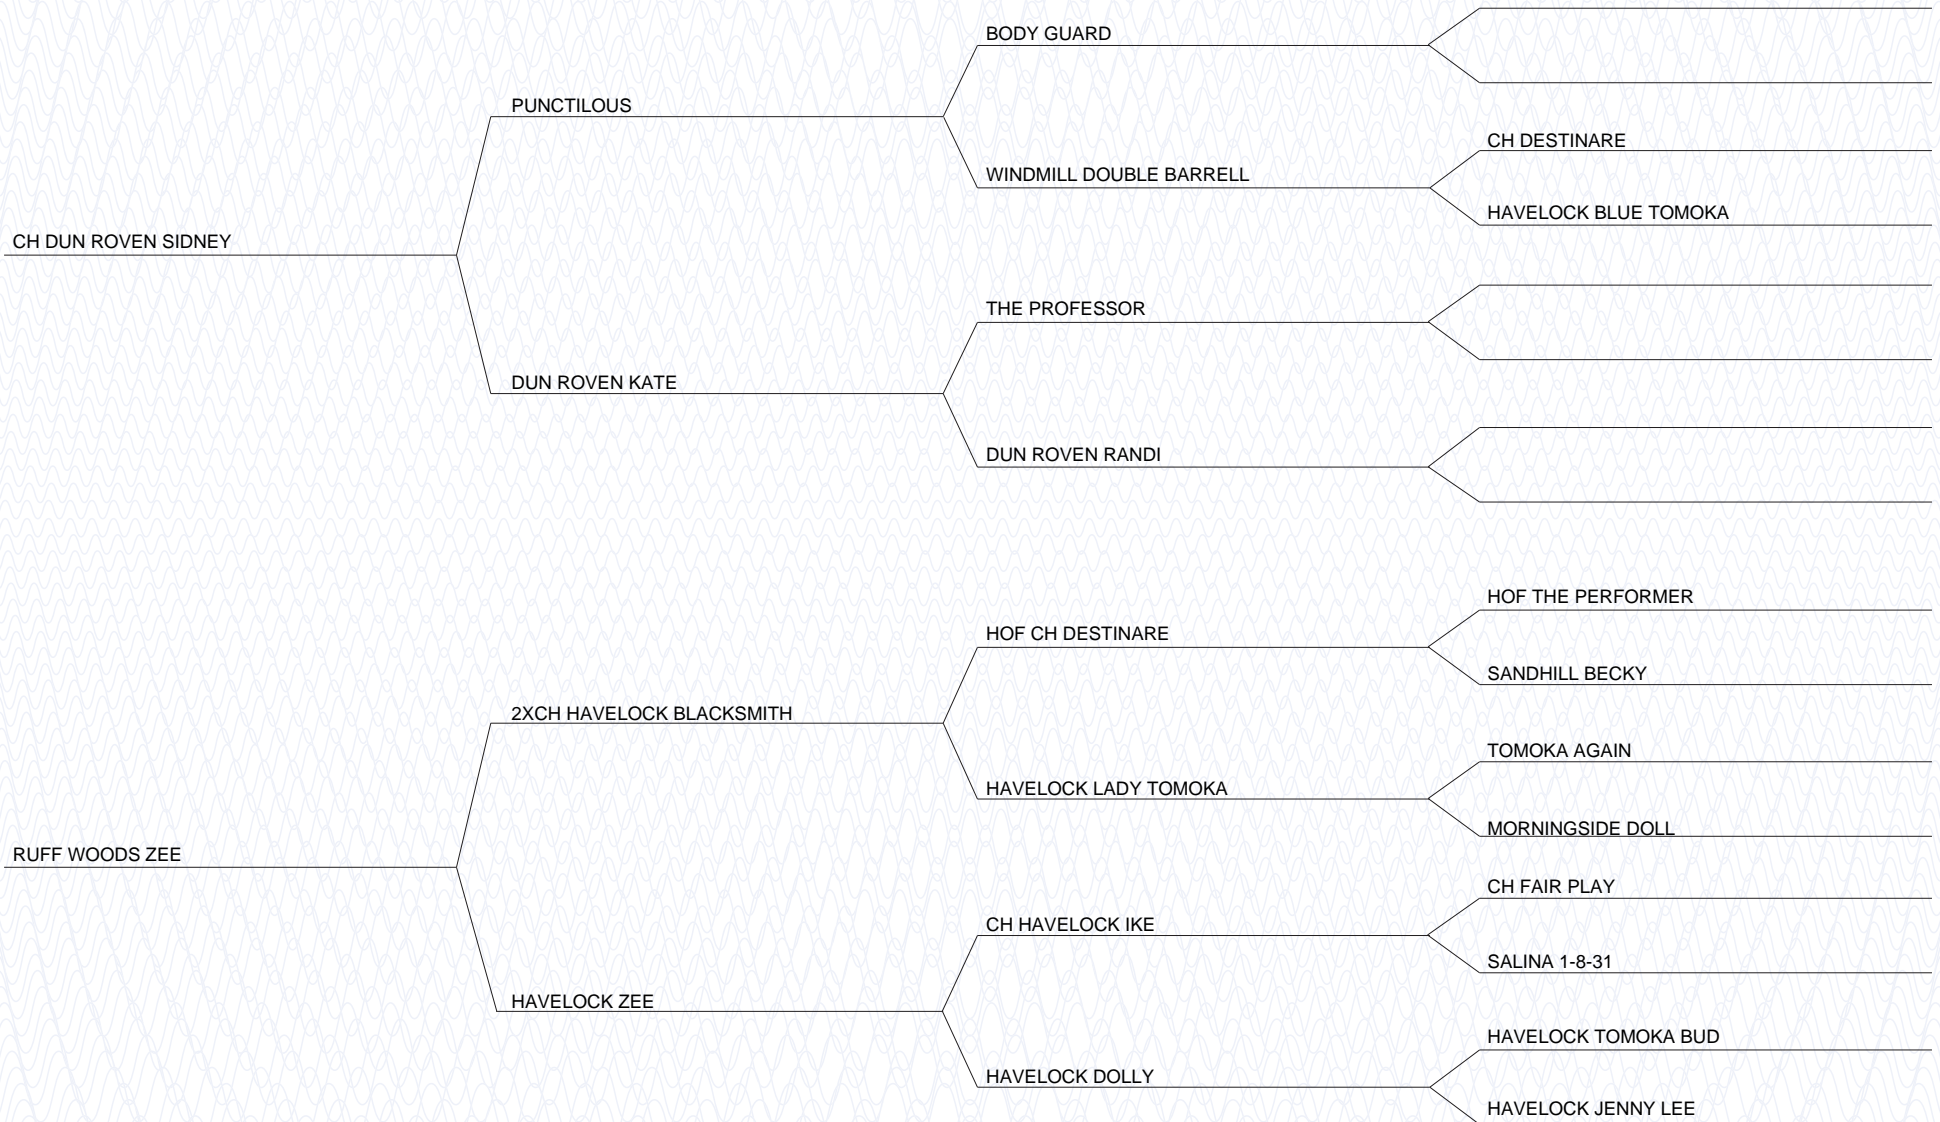 BODY GUARD
PUNCTILOUS
CH DESTINARE
WINDMILL DOUBLE BARRELL
HAVELOCK BLUE TOMOKA
CH DUN ROVEN SIDNEY
THE PROFESSOR
DUN ROVEN KATE
DUN ROVEN RANDI
HOF THE PERFORMER
HOF CH DESTINARE
SANDHILL BECKY
2XCH HAVELOCK BLACKSMITH
TOMOKA AGAIN
HAVELOCK LADY TOMOKA
MORNINGSIDE DOLL
RUFF WOODS ZEE
CH FAIR PLAY
CH HAVELOCK IKE
SALINA 1-8-31
HAVELOCK ZEE
HAVELOCK TOMOKA BUD
HAVELOCK DOLLY
HAVELOCK JENNY LEE